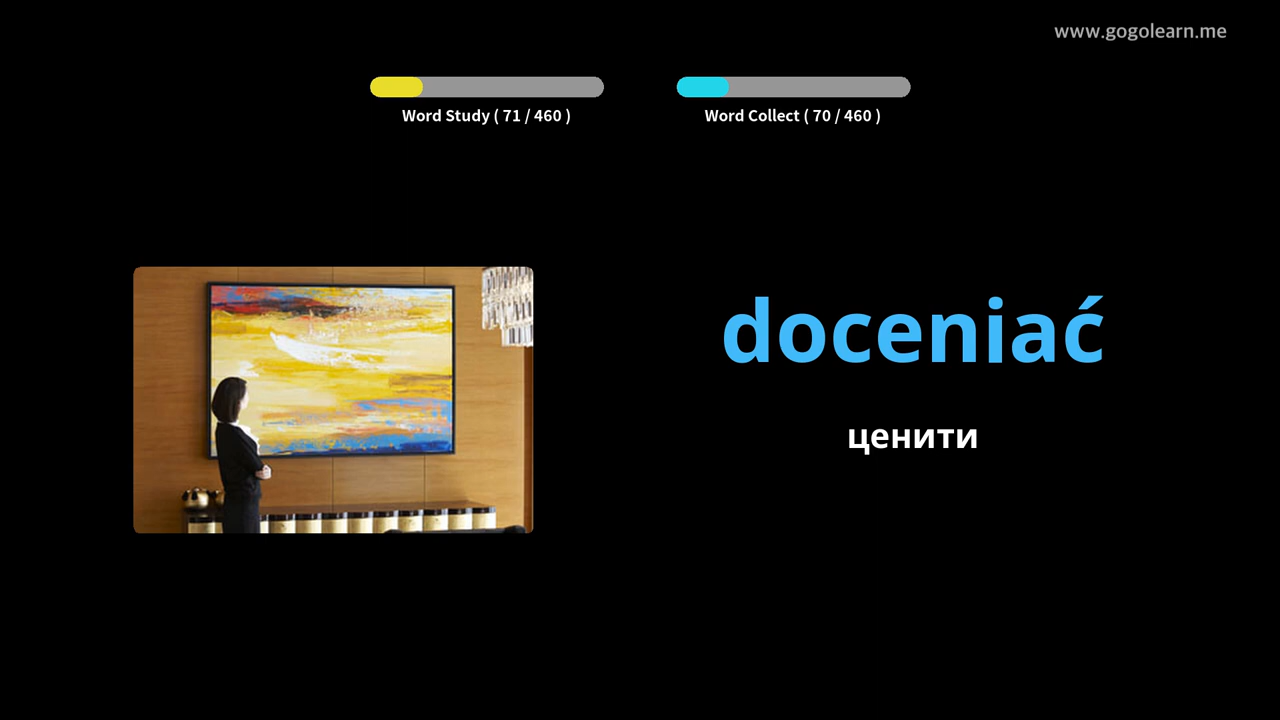 www.gogolearn.me
Word Study ( 71 / 460 )
Word Collect ( 70 / 460 )
doceniać
ценити